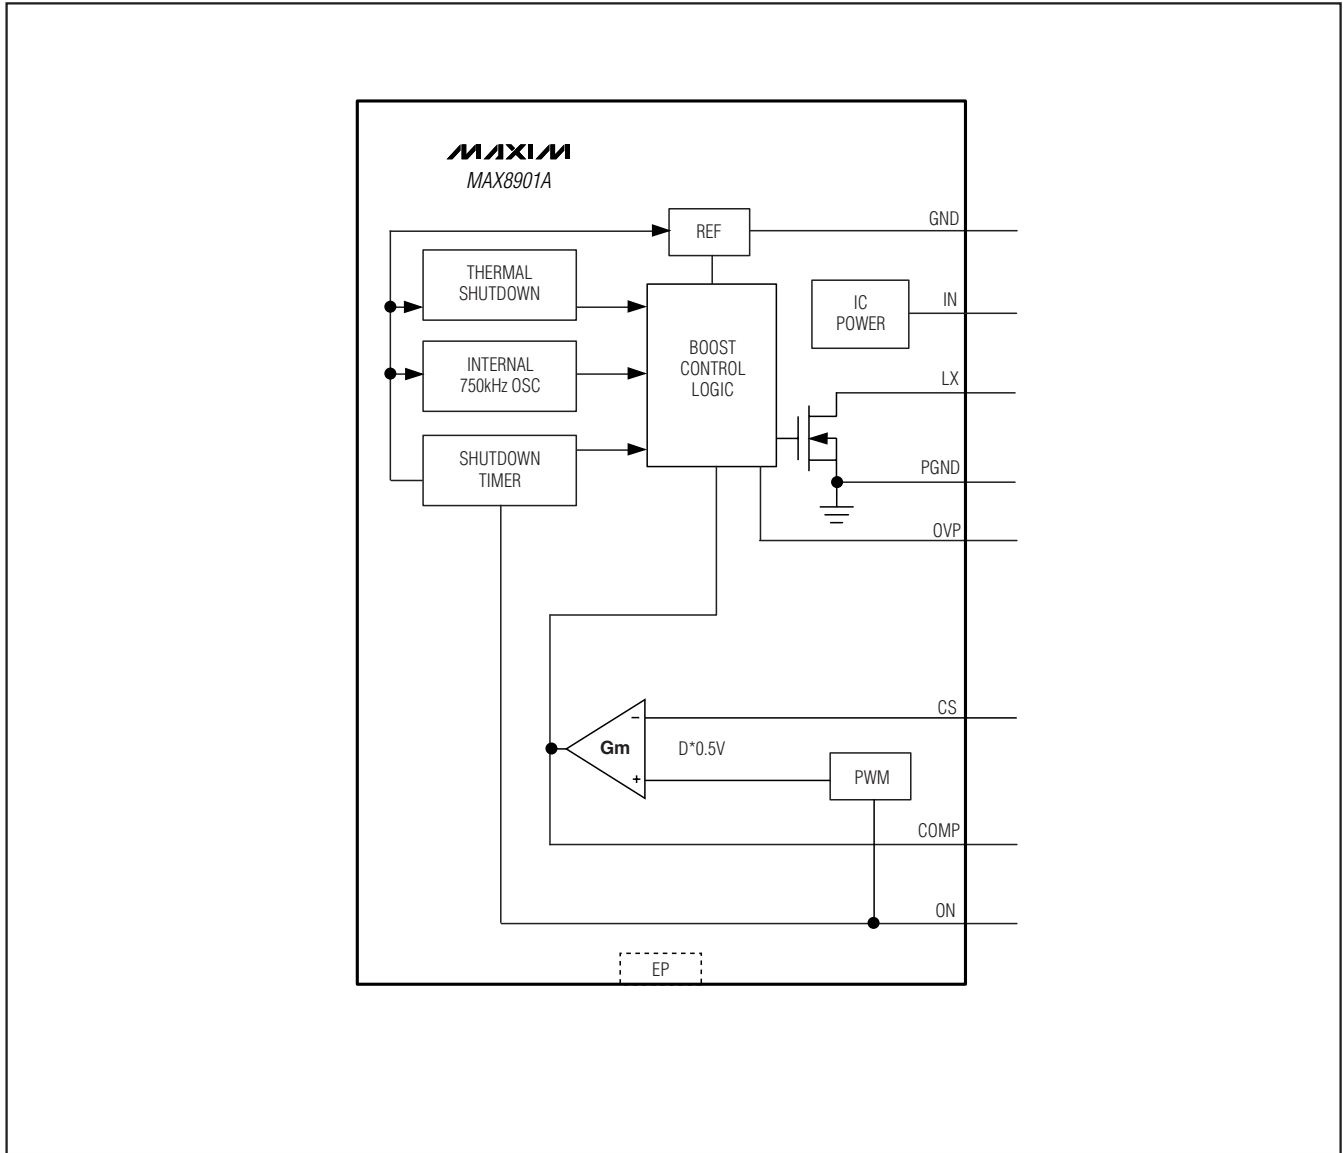 MAXIM
MAX8901A
REF
GND
THERMAL
SHUTDOWN
IC
POWER
IN
INTERNAL
750kHz OSC
BOOST
CONTROL
LOGIC
LX
SHUTDOWN
TIMER
PGND
OVP
CS
−
Gm
D*0.5V
+
PWM
COMP
ON
EP